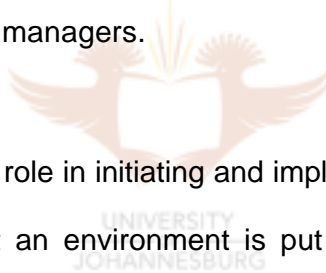 managers.
role in initiating and impl
UNIVERSITY
an environment is put
JOHANNESBURG